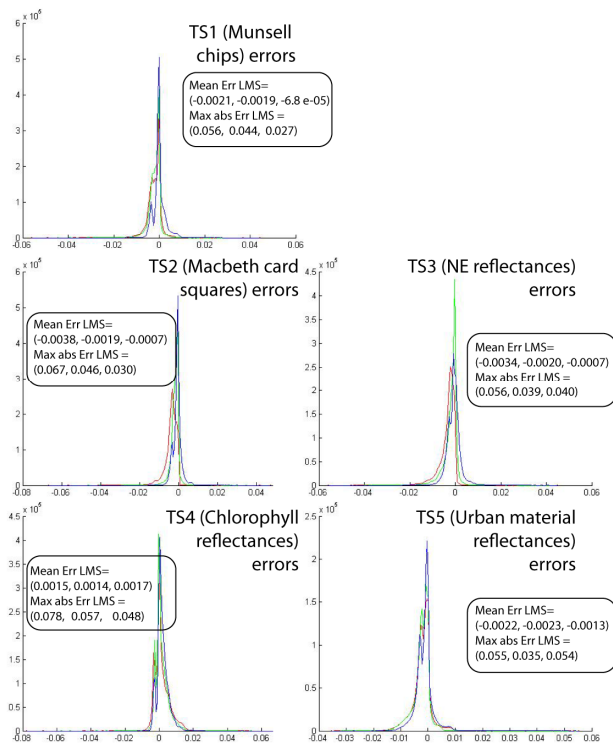 TS1 (Munsell
chips) errors
Mean Err LMS=
(-0.0021, -0.0019, -6.8 e-05)
Max abs Err LMS =
(0.056, 0.044, 0.027)
6 x 10^5
5
4
3
2
1
0
-0.06 -0.04 -0.02 0 0.02 0.04 0.06
TS2 (Macbeth card
squares) errors
Mean Err LMS=
(-0.0038, -0.0019, -0.0007)
Max abs Err LMS =
(0.067, 0.046, 0.030)
6 x 10^5
5
4
3
2
1
0
-0.08 -0.06 -0.04 -0.02 0 0.02 0.04 0.06
TS3 (NE reflectances)
errors
Mean Err LMS=
(-0.0034, -0.0020, -0.0007)
Max abs Err LMS =
(0.056, 0.039, 0.040)
4.5 x 10^5
4
3.5
3
2.5
2
1.5
1
0.5
0
-0.06 -0.04 -0.02 0 0.02 0.04 0.06
TS4 (Chlorophyll
reflectances)
errors
Mean Err LMS=
(0.0015, 0.0014, 0.0017)
Max abs Err LMS =
(0.078, 0.057, 0.048)
4.5 x 10^5
4
3.5
3
2.5
2
1.5
1
0.5
0
-0.08 -0.06 -0.04 -0.02 0 0.02 0.04 0.06 0.08
TS5 (Urban material
reflectances)
errors
Mean Err LMS=
(-0.0022, -0.0023, -0.0013)
Max abs Err LMS =
(0.055, 0.035, 0.054)
2.5 x 10^5
2
1.5
1
0.5
0
-0.04 -0.03 -0.02 -0.01 0 0.01 0.02 0.03 0.04 0.05 0.06